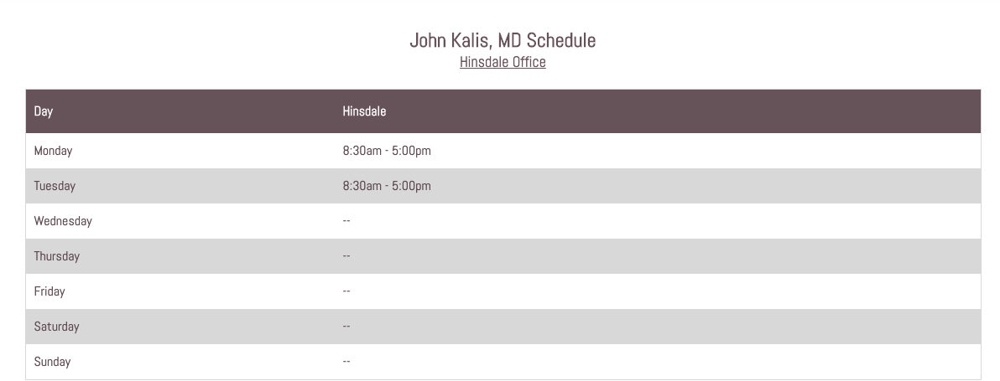 John Kalis, MD Schedule
Hinsdale Office
Day Hinsdale
Monday 8:30am - 5:00pm
Tuesday 8:30am - 5:00pm
Wednesday --
Thursday --
Friday --
Saturday --
Sunday --